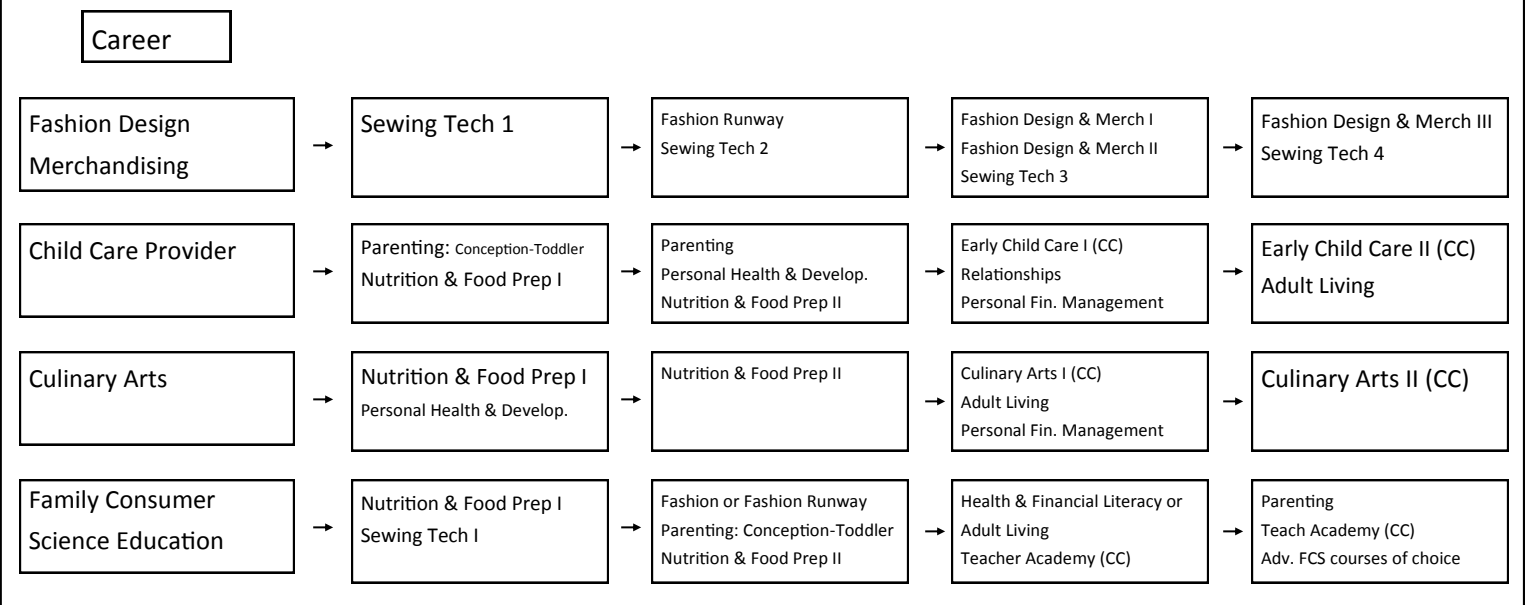 Career
Fashion Design
Merchandising
Sewing Tech 1
Fashion Runway
Sewing Tech 2
Fashion Design & Merch I
Fashion Design & Merch II
Sewing Tech 3
Fashion Design & Merch III
Sewing Tech 4
Child Care Provider
Parenting: Conception-Toddler
Nutrition & Food Prep I
Parenting
Personal Health & Develop.
Nutrition & Food Prep II
Early Child Care I (CC)
Relationships
Personal Fin. Management
Early Child Care II (CC)
Adult Living
Culinary Arts
Nutrition & Food Prep I
Personal Health & Develop.
Nutrition & Food Prep II
Culinary Arts I (CC)
Adult Living
Personal Fin. Management
Culinary Arts II (CC)
Family Consumer
Science Education
Nutrition & Food Prep I
Sewing Tech I
Fashion or Fashion Runway
Parenting: Conception-Toddler
Nutrition & Food Prep II
Health & Financial Literacy or
Adult Living
Teacher Academy (CC)
Parenting
Teach Academy (CC)
Adv. FCS courses of choice